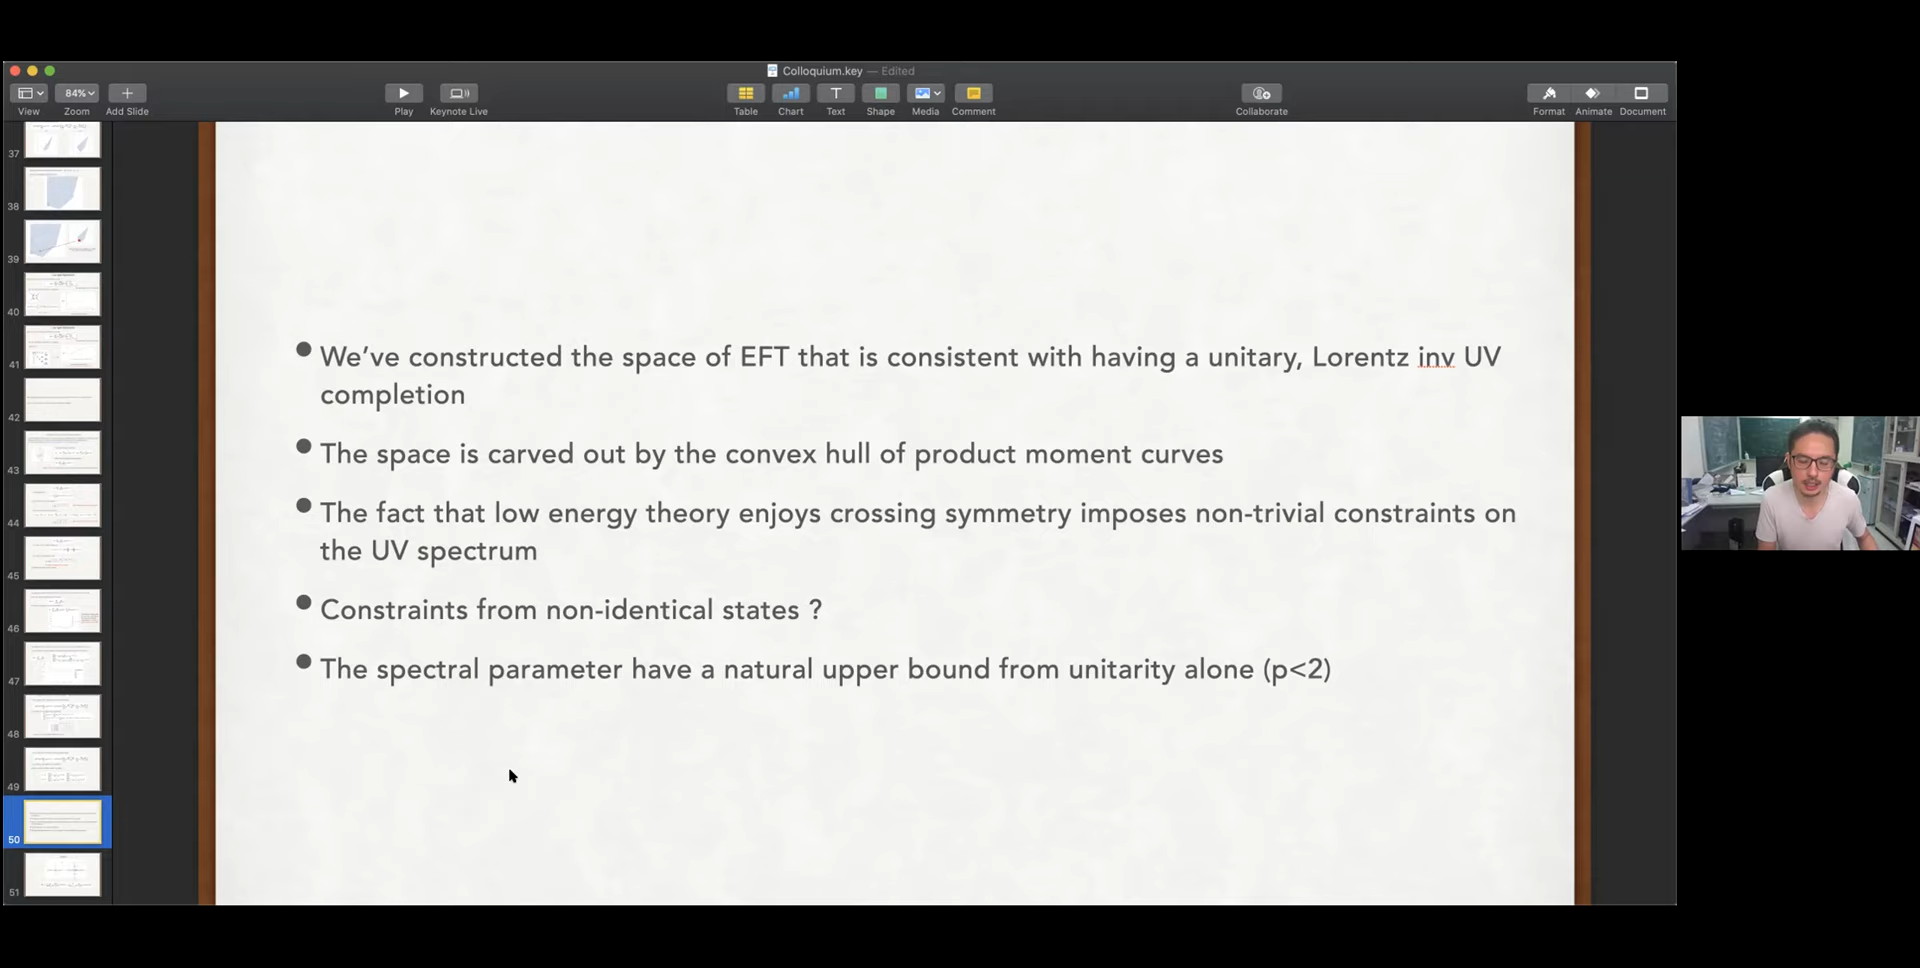 Colloquium.key — Edited
84%
View Zoom Add Slide Play Keynote Live Table Chart Text Shape Media Comment Collaborate Format Animate Document
37
38
39
40
41
42
43
44
45
46
47
48
49
50
51
We've constructed the space of EFT that is consistent with having a unitary, Lorentz inv UV
completion
The space is carved out by the convex hull of product moment curves
The fact that low energy theory enjoys crossing symmetry imposes non-trivial constraints on
the UV spectrum
Constraints from non-identical states ?
The spectral parameter have a natural upper bound from unitarity alone (p<2)